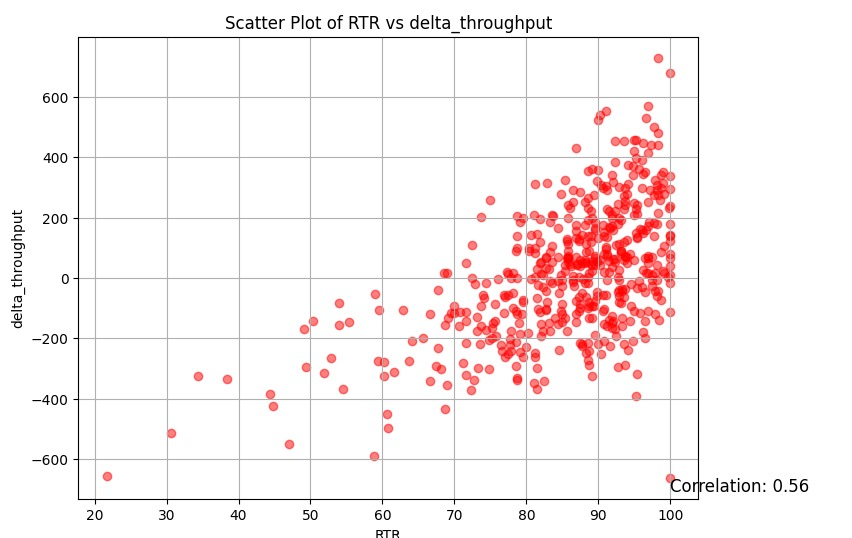 Scatter Plot of RTR vs delta_throughput
delta_throughput
600
400
200
0
−200
−400
−600
Correlation: 0.56
20 30 40 50 60 70 80 90 100
RTR